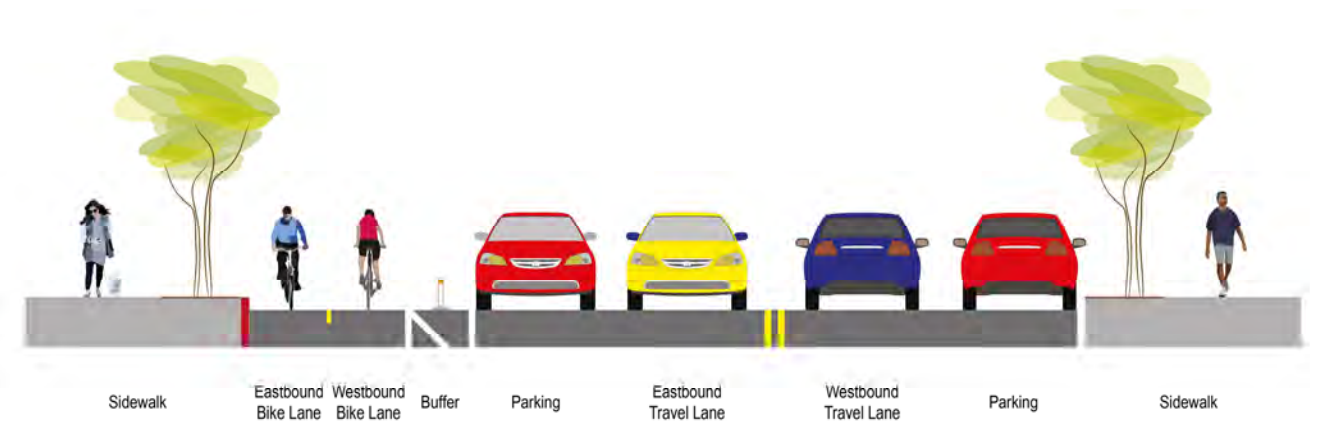 Sidewalk
Eastbound
Bike Lane
Westbound
Bike Lane
Buffer
Parking
Eastbound
Travel Lane
Westbound
Travel Lane
Parking
Sidewalk